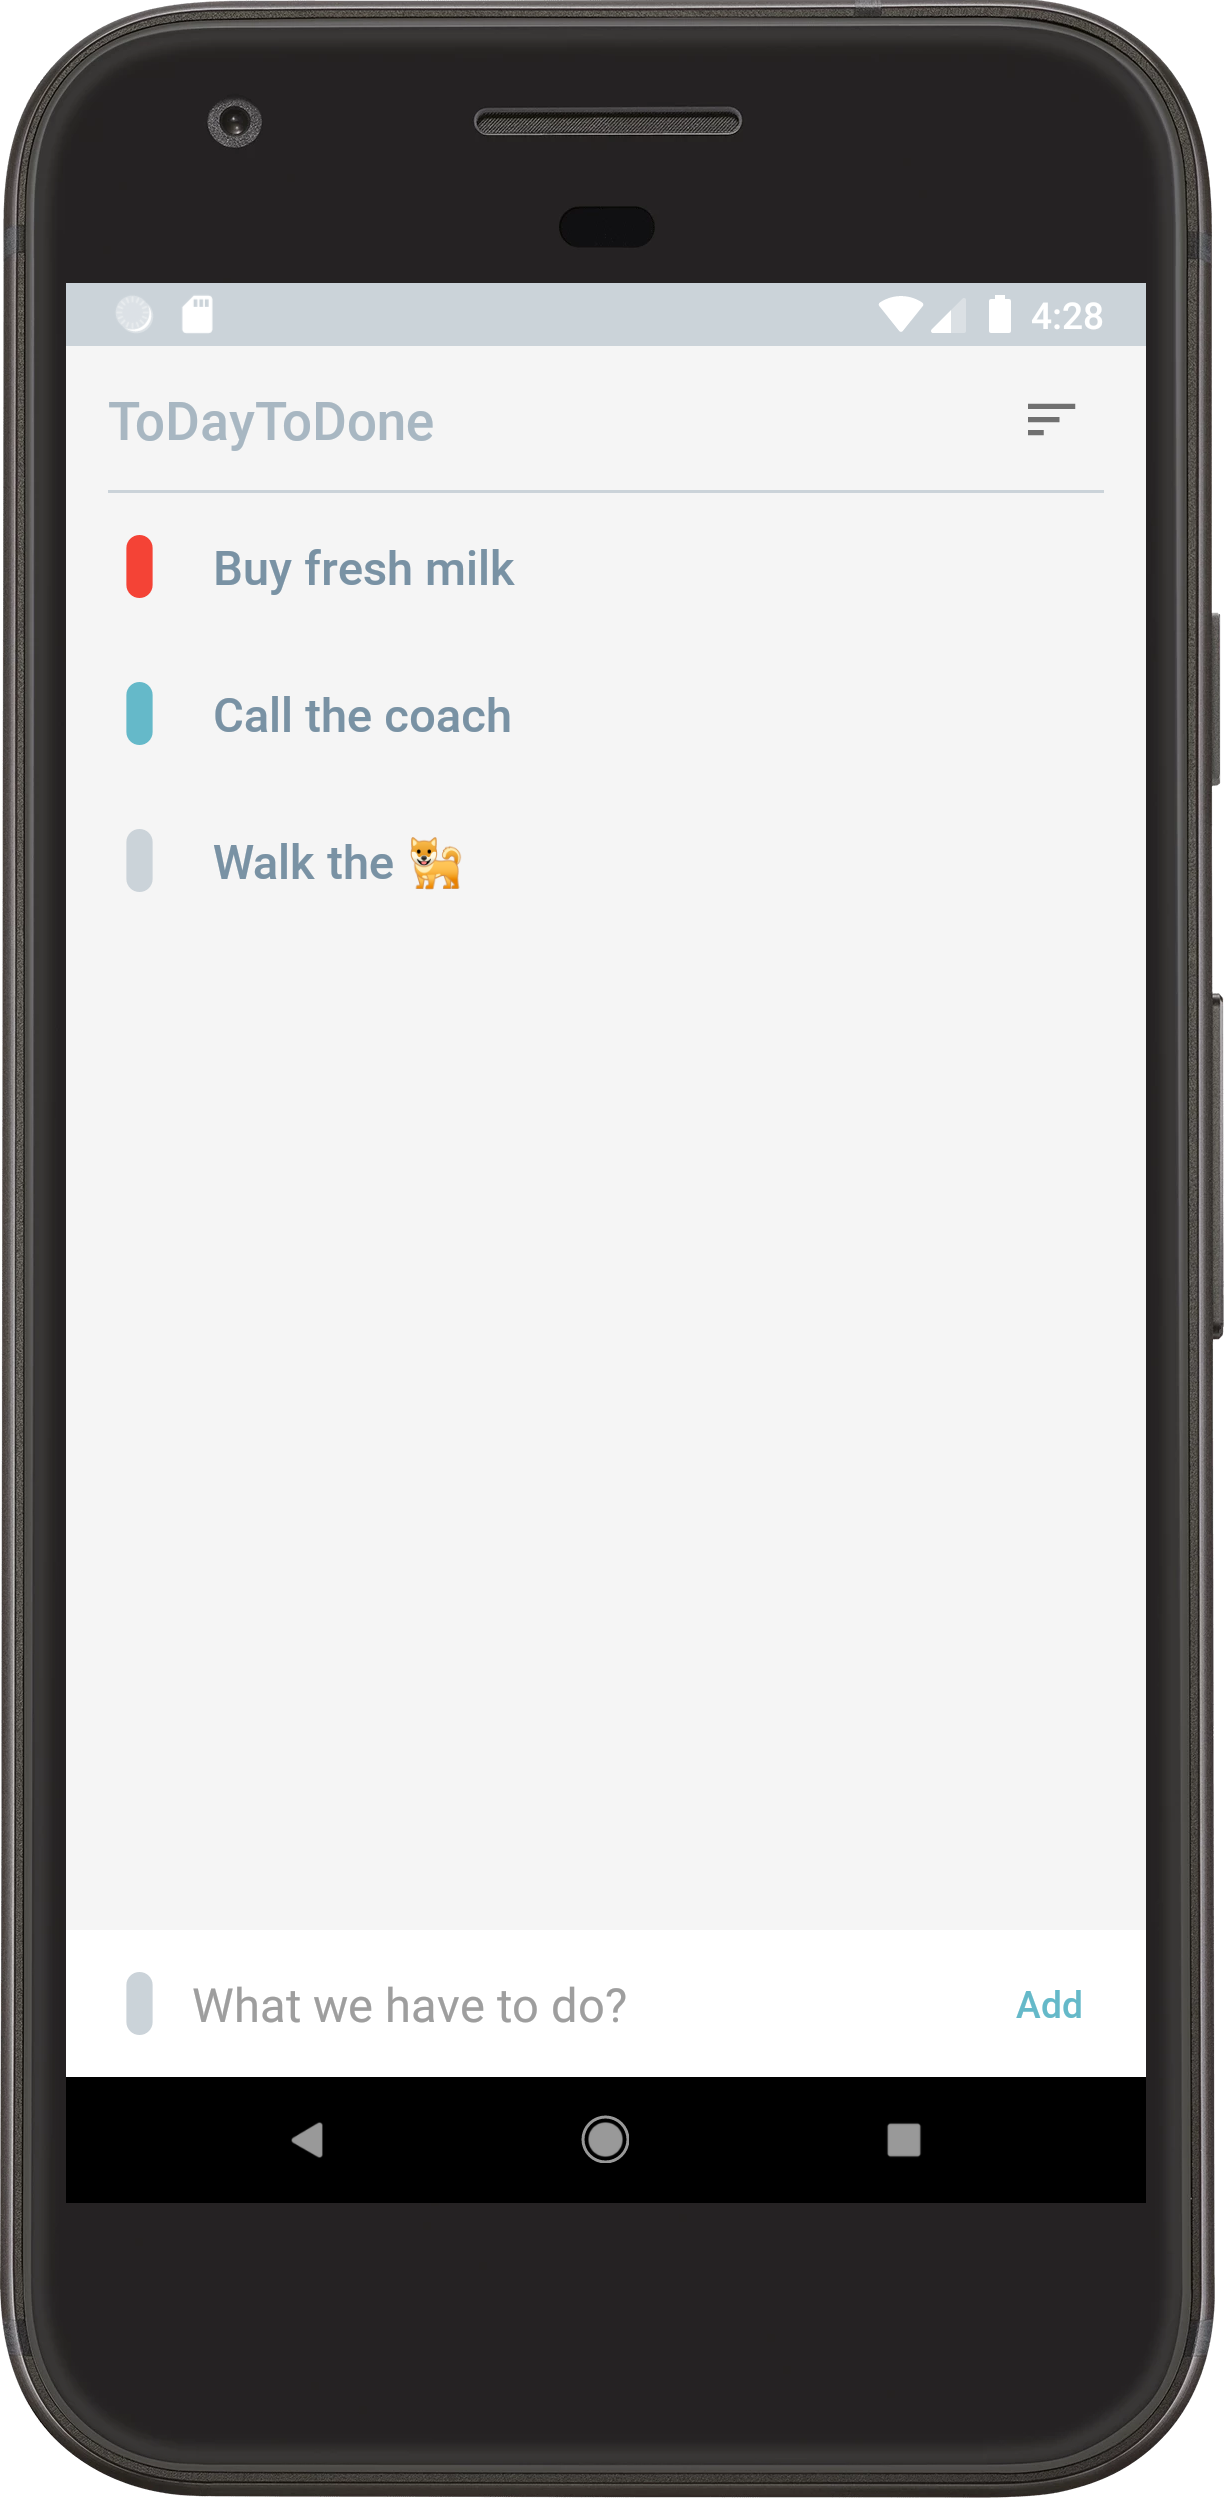 4:28
ToDayToDone
Buy fresh milk
Call the coach
Walk the 🐕
What we have to do?
Add